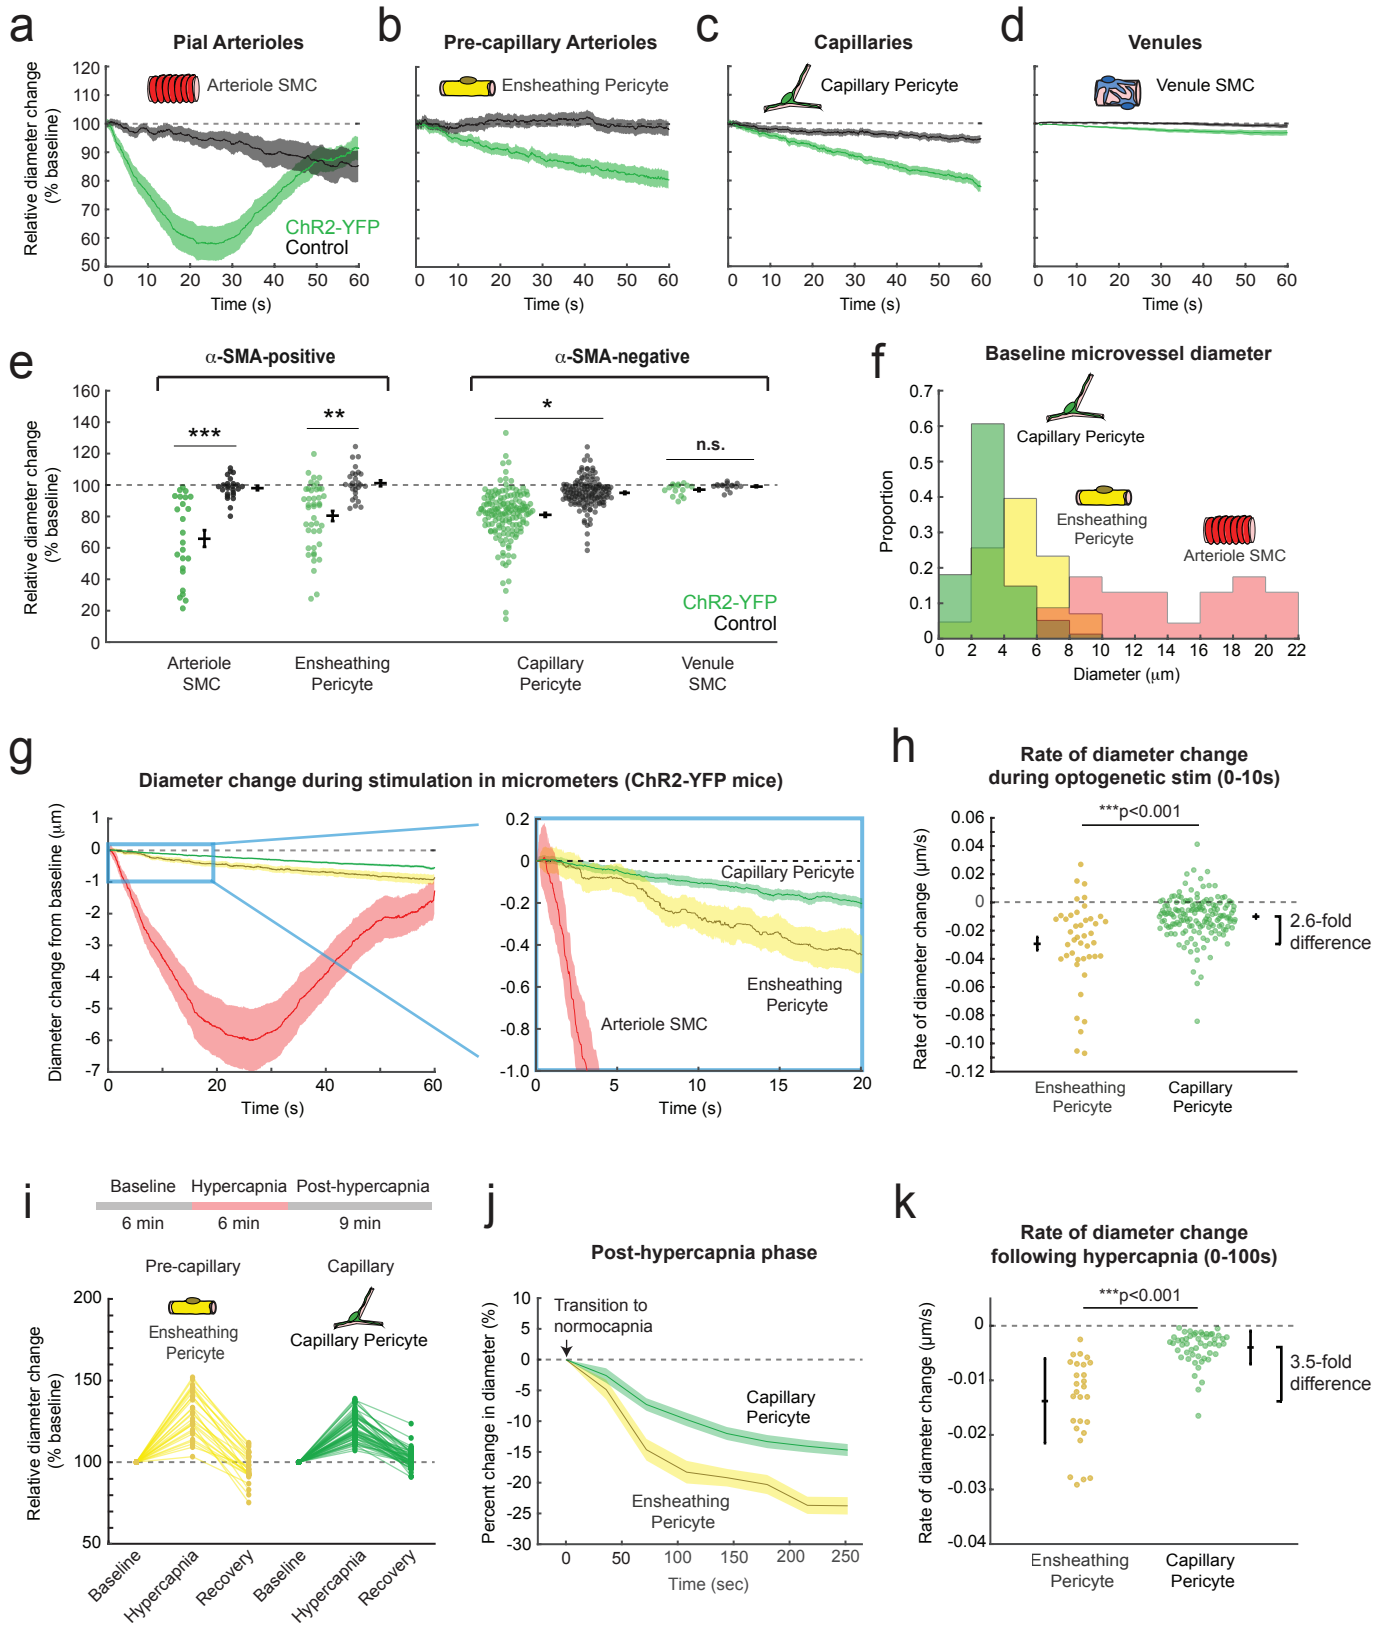 a
Pial Arterioles
Arteriole SMC
Relative diameter change
(% baseline)
120
110
100
90
80
70
60
50
ChR2-YFP
Control
0 10 20 30 40 50 60
Time (s)
b
Pre-capillary Arterioles
Ensheathing Pericyte
0 10 20 30 40 50 60
Time (s)
c
Capillaries
Capillary Pericyte
0 10 20 30 40 50 60
Time (s)
d
Venules
Venule SMC
0 10 20 30 40 50 60
Time (s)
e
α-SMA-positive
α-SMA-negative
Relative diameter change
(% baseline)
160
140
120
100
80
60
40
20
0
***
**
*
n.s.
ChR2-YFP
Control
Arteriole
SMC
Ensheathing
Pericyte
Capillary
Pericyte
Venule
SMC
f
Baseline microvessel diameter
Proportion
0.7
0.6
0.5
0.4
0.3
0.2
0.1
0
Capillary Pericyte
Ensheathing
Pericyte
Arteriole SMC
0 2 4 6 8 10 12 14 16 18 20 22
Diameter (μm)
g
Diameter change during stimulation in micrometers (ChR2-YFP mice)
Diameter change from baseline (μm)
1
0
-1
-2
-3
-4
-5
-6
-7
0 20 40 60
Time (s)
0.2
0
-0.2
-0.4
-0.6
-0.8
-1.0
Capillary Pericyte
Ensheathing
Pericyte
Arteriole SMC
0 5 10 15 20
Time (s)
h
Rate of diameter change
during optogenetic stim (0-10s)
Rate of diameter change (μm/s)
***p<0.001
0.06
0.04
0.02
0
-0.02
-0.04
-0.06
-0.08
-0.10
-0.12
2.6-fold
difference
Ensheathing
Pericyte
Capillary
Pericyte
i
Baseline Hypercapnia Post-hypercapnia
6 min 6 min 9 min
Pre-capillary
Capillary
Ensheathing
Pericyte
Capillary Pericyte
Relative diameter change
(% baseline)
200
150
100
50
Baseline
Hypercapnia
Recovery
Baseline
Hypercapnia
Recovery
j
Post-hypercapnia phase
Percent change in diameter (%)
10
5
0
-5
-10
-15
-20
-25
-30
Transition to
normocapnia
Capillary
Pericyte
Ensheathing
Pericyte
0 50 100 150 200 250
Time (sec)
k
Rate of diameter change
following hypercapnia (0-100s)
Rate of diameter change (μm/s)
***p<0.001
0
-0.01
-0.02
-0.03
-0.04
3.5-fold
difference
Ensheathing
Pericyte
Capillary
Pericyte